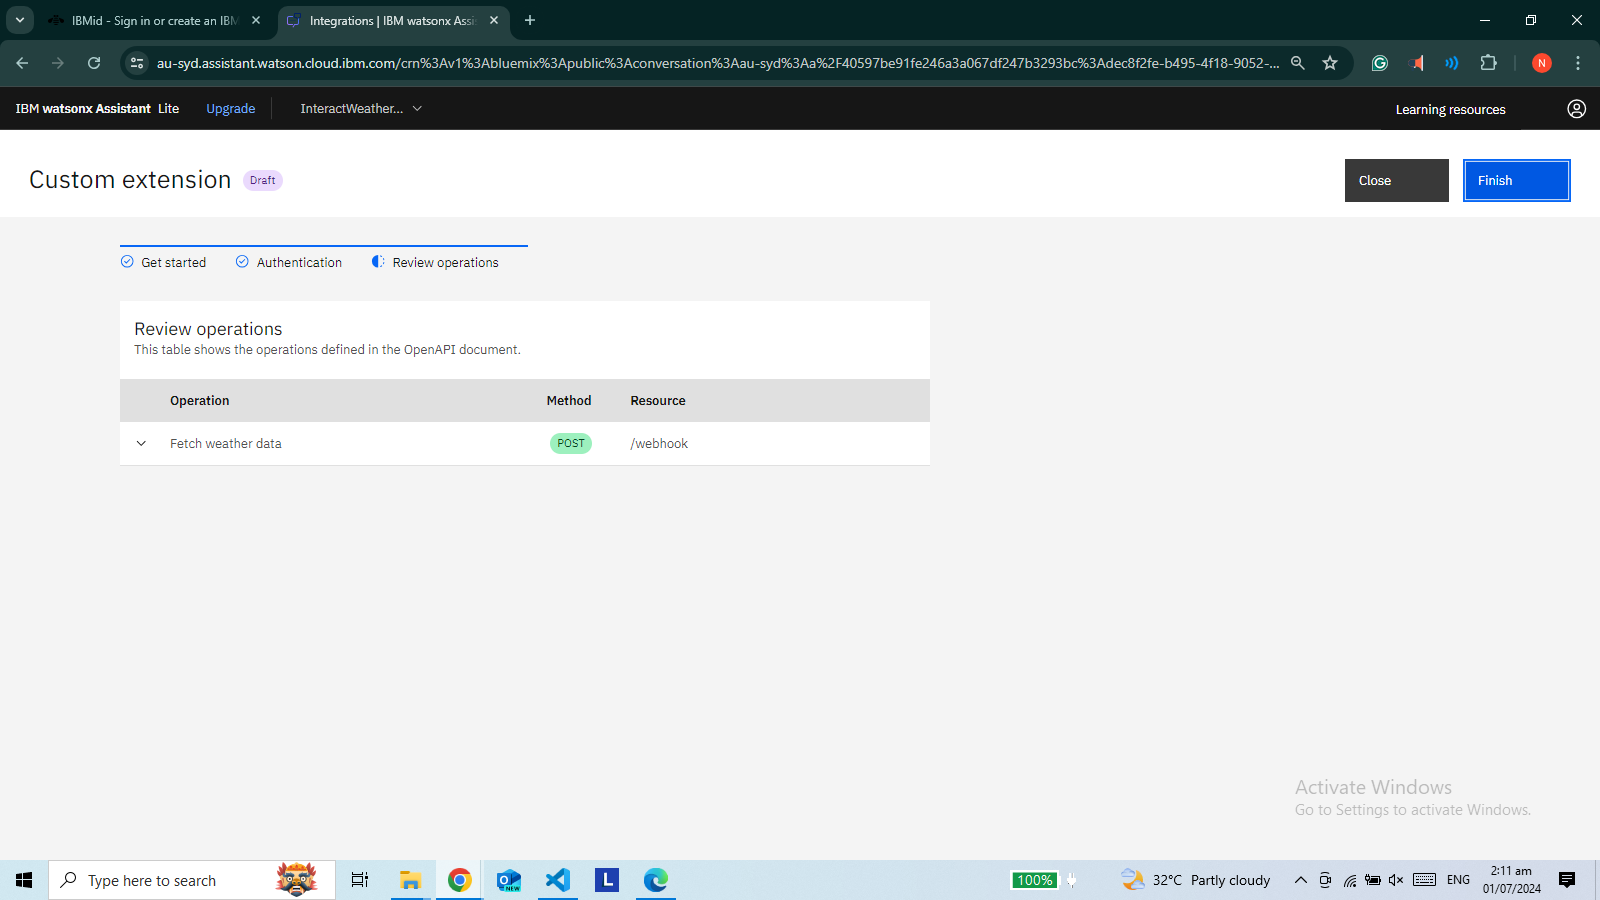 IBMid - Sign in or create an IBM
Integrations | IBM watsonx Assi
au-syd.assistant.watson.cloud.ibm.com/crn%3Av1%3Abluemix%3Apublic%3Aconversation%3Aau-syd%3Aa%2F40597be91fe246a3a067df247b3293bc%3Adec8f2fe-b495-4f18-9052-...
N
IBM watsonx Assistant Lite Upgrade InteractWeather... Learning resources
Custom extension Draft
Close Finish
Get started Authentication Review operations
Review operations
This table shows the operations defined in the OpenAPI document.
Operation Method Resource
Fetch weather data POST /webhook
Activate Windows
Go to Settings to activate Windows.
Type here to search
NEW
L
100%
32°C Partly cloudy
ENG
2:11 am
01/07/2024